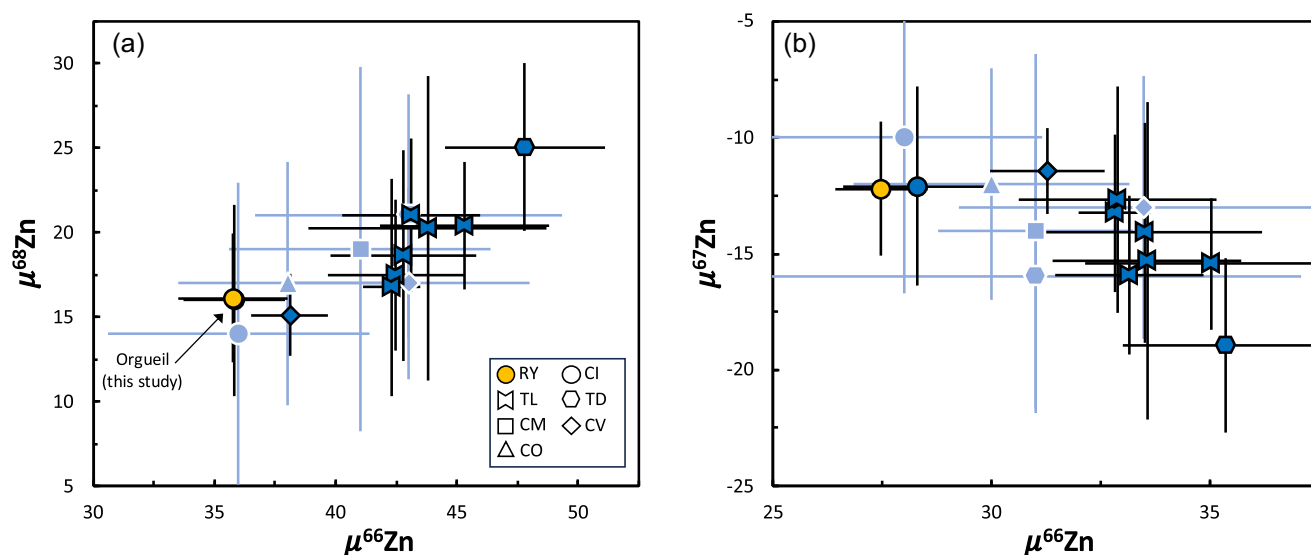 (a)
30
25
20
15
10
5
μ⁶⁸Zn
Orgueil
(this study)
RY CI
TL TD
CM CV
CO
30 35 40 45 50
μ⁶⁶Zn
(b)
-5
-10
-15
-20
-25
μ⁶⁷Zn
25 30 35
μ⁶⁶Zn